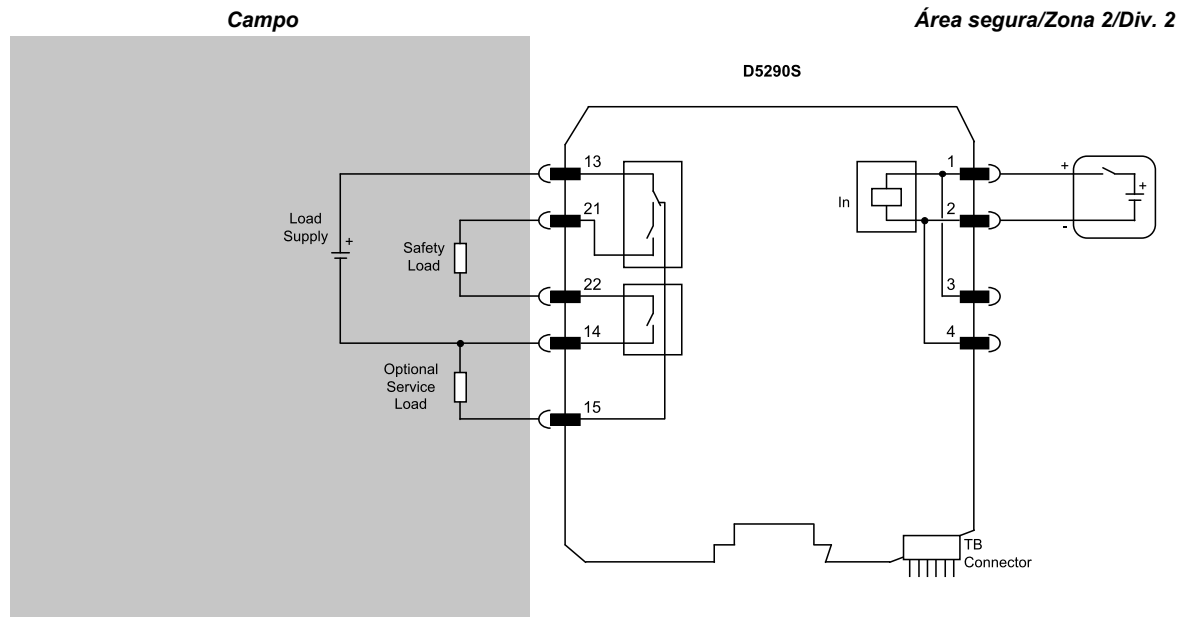 Campo
Área segura/Zona 2/Div. 2
D5290S
13
21
22
14
15
Load
Supply
+
Safety
Load
Optional
Service
Load
In
1
2
3
4
+
-
+
TB
Connector